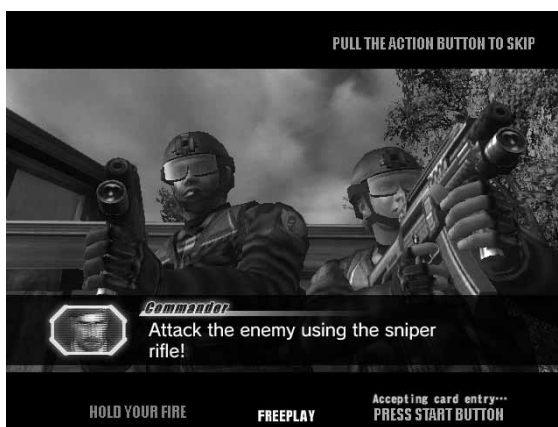 PULL THE ACTION BUTTON TO SKIP
Commander
Attack the enemy using the sniper
rifle!
Accepting card entry…
HOLD YOUR FIRE FREEPLAY PRESS START BUTTON